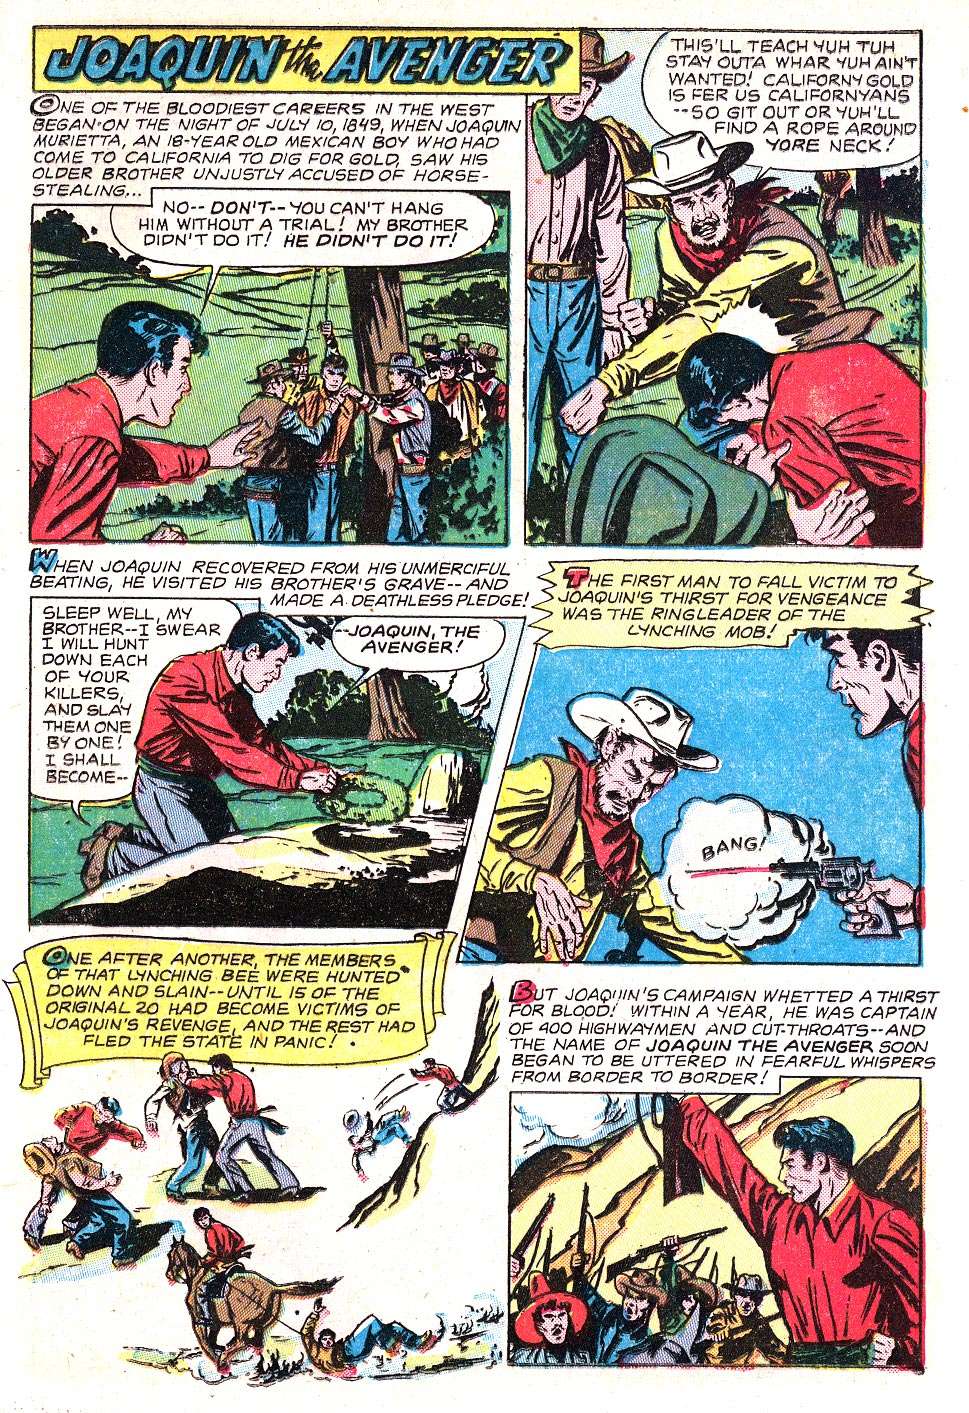 JOAQUIN the AVENGER
ONE OF THE BLOODIEST CAREERS IN THE WEST
BEGAN ON THE NIGHT OF JULY 10, 1849, WHEN JOAQUIN
MURIETTA, AN 18-YEAR OLD MEXICAN BOY WHO HAD
COME TO CALIFORNIA TO DIG FOR GOLD, SAW HIS
OLDER BROTHER UNJUSTLY ACCUSED OF HORSE-
STEALING...
NO-- DON'T-- YOU CAN'T HANG
HIM WITHOUT A TRIAL! MY BROTHER
DIDN'T DO IT! HE DIDN'T DO IT!
THIS'LL TEACH YUH TUH
STAY OUTA WHAR YUH AIN'T
WANTED! CALIFORNY GOLD
IS FER US CALIFORNYANS
--SO GIT OUT OR YUH'LL
FIND A ROPE AROUND
YORE NECK!
WHEN JOAQUIN RECOVERED FROM HIS UNMERCIFUL
BEATING, HE VISITED HIS BROTHER'S GRAVE-- AND
MADE A DEATHLESS PLEDGE!
SLEEP WELL, MY
BROTHER--I SWEAR
I WILL HUNT
DOWN EACH
OF YOUR
KILLERS,
AND SLAY
THEM ONE
BY ONE!
I SHALL
BECOME--
--JOAQUIN, THE
AVENGER!
THE FIRST MAN TO FALL VICTIM TO
JOAQUIN'S THIRST FOR VENGEANCE
WAS THE RINGLEADER OF THE
LYNCHING MOB!
BANG!
ONE AFTER ANOTHER, THE MEMBERS
OF THAT LYNCHING BEE WERE HUNTED
DOWN AND SLAIN-- UNTIL 15 OF THE
ORIGINAL 20 HAD BECOME VICTIMS OF
JOAQUIN'S REVENGE, AND THE REST HAD
FLED THE STATE IN PANIC!
BUT JOAQUIN'S CAMPAIGN WHETTED A THIRST
FOR BLOOD! WITHIN A YEAR, HE WAS CAPTAIN
OF 400 HIGHWAYMEN AND CUT-THROATS--AND
THE NAME OF JOAQUIN THE AVENGER SOON
BEGAN TO BE UTTERED IN FEARFUL WHISPERS
FROM BORDER TO BORDER!